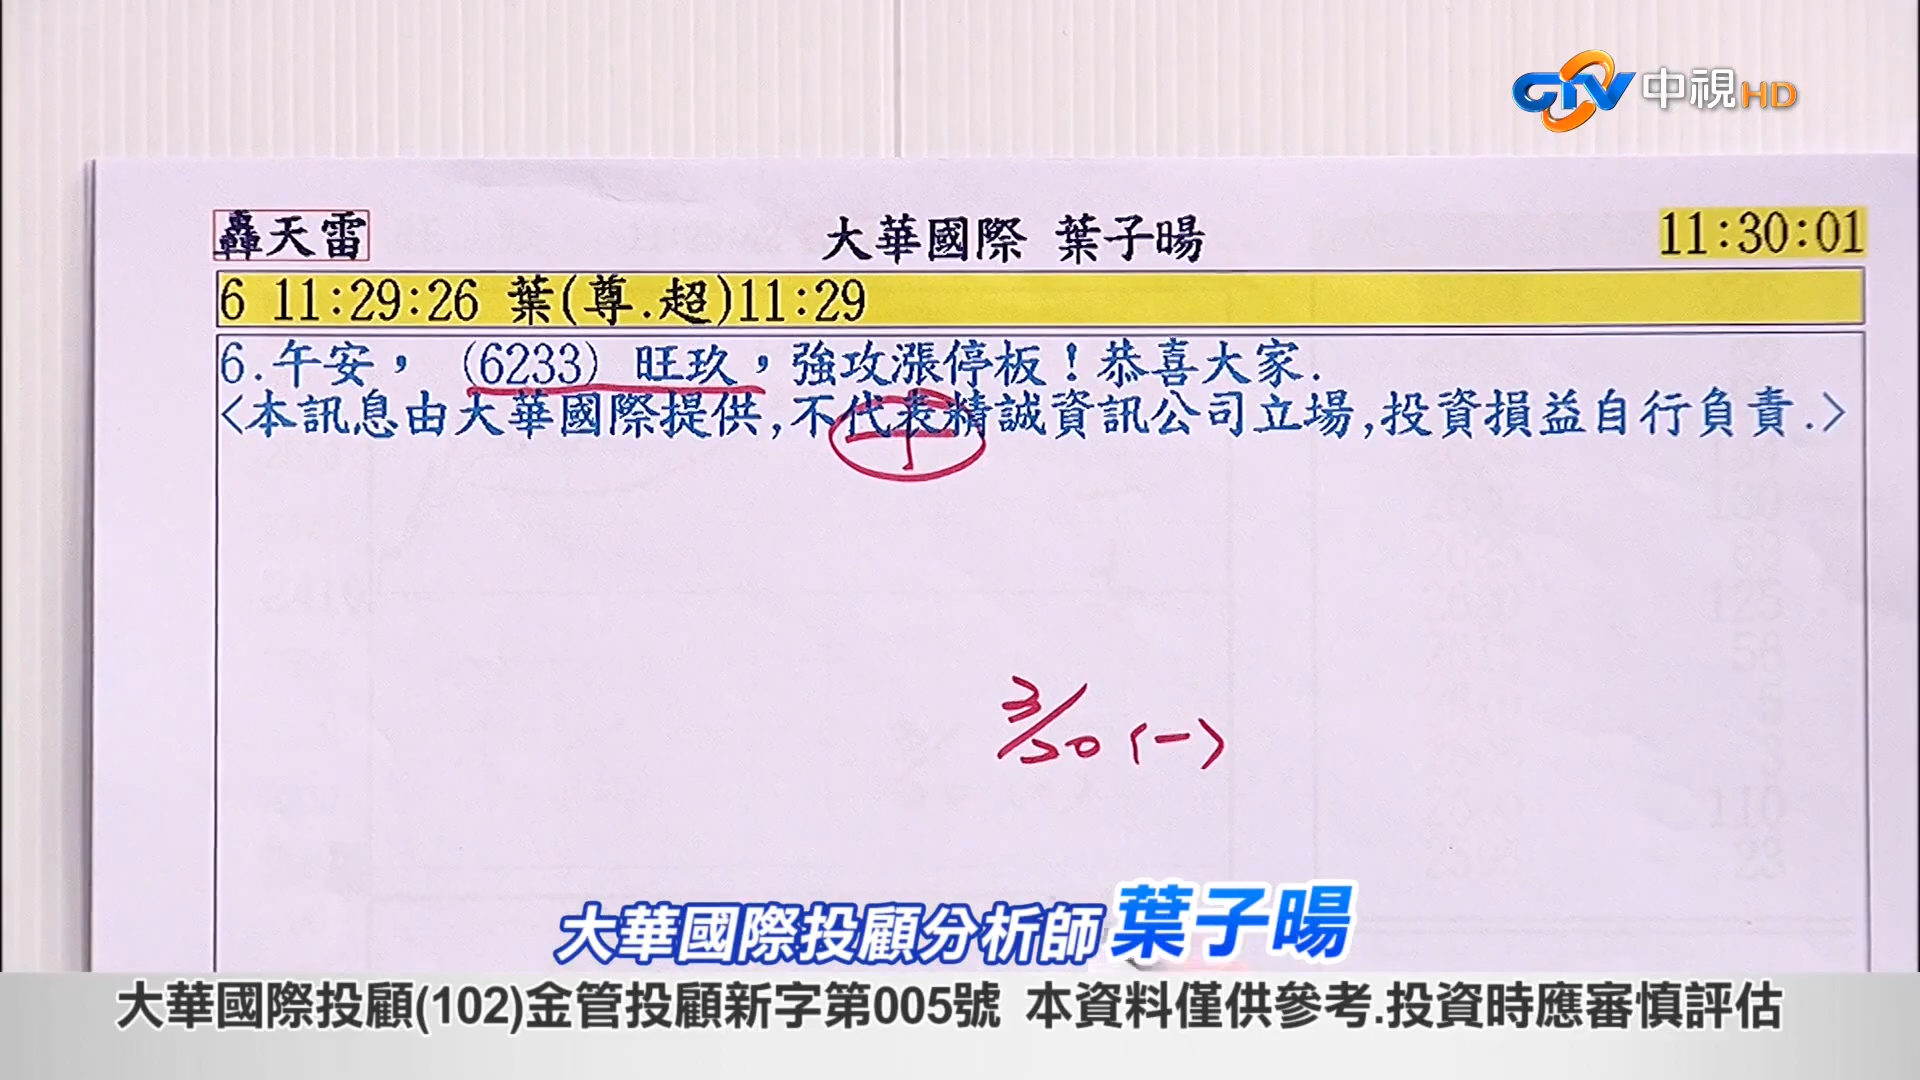 CTV 中視HD
轟天雷 大華國際 葉子暘 11:30:01
6 11:29:26 葉(尊.超)11:29
6.午安，(6233) 旺玖，強攻漲停板！恭喜大家.
<本訊息由大華國際提供,不代表精誠資訊公司立場,投資損益自行負責.>
3/30 (一)
大華國際投顧分析師 葉子暘
大華國際投顧(102)金管投顧新字第005號 本資料僅供參考.投資時應審慎評估